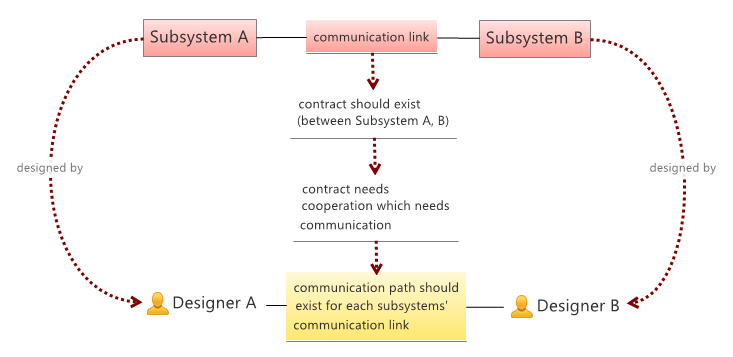 Subsystem A
communication link
Subsystem B
contract should exist
(between Subsystem A, B)
designed by
designed by
contract needs
cooperation which needs
communication
communication path should
exist for each subsystems'
communication link
Designer A
Designer B